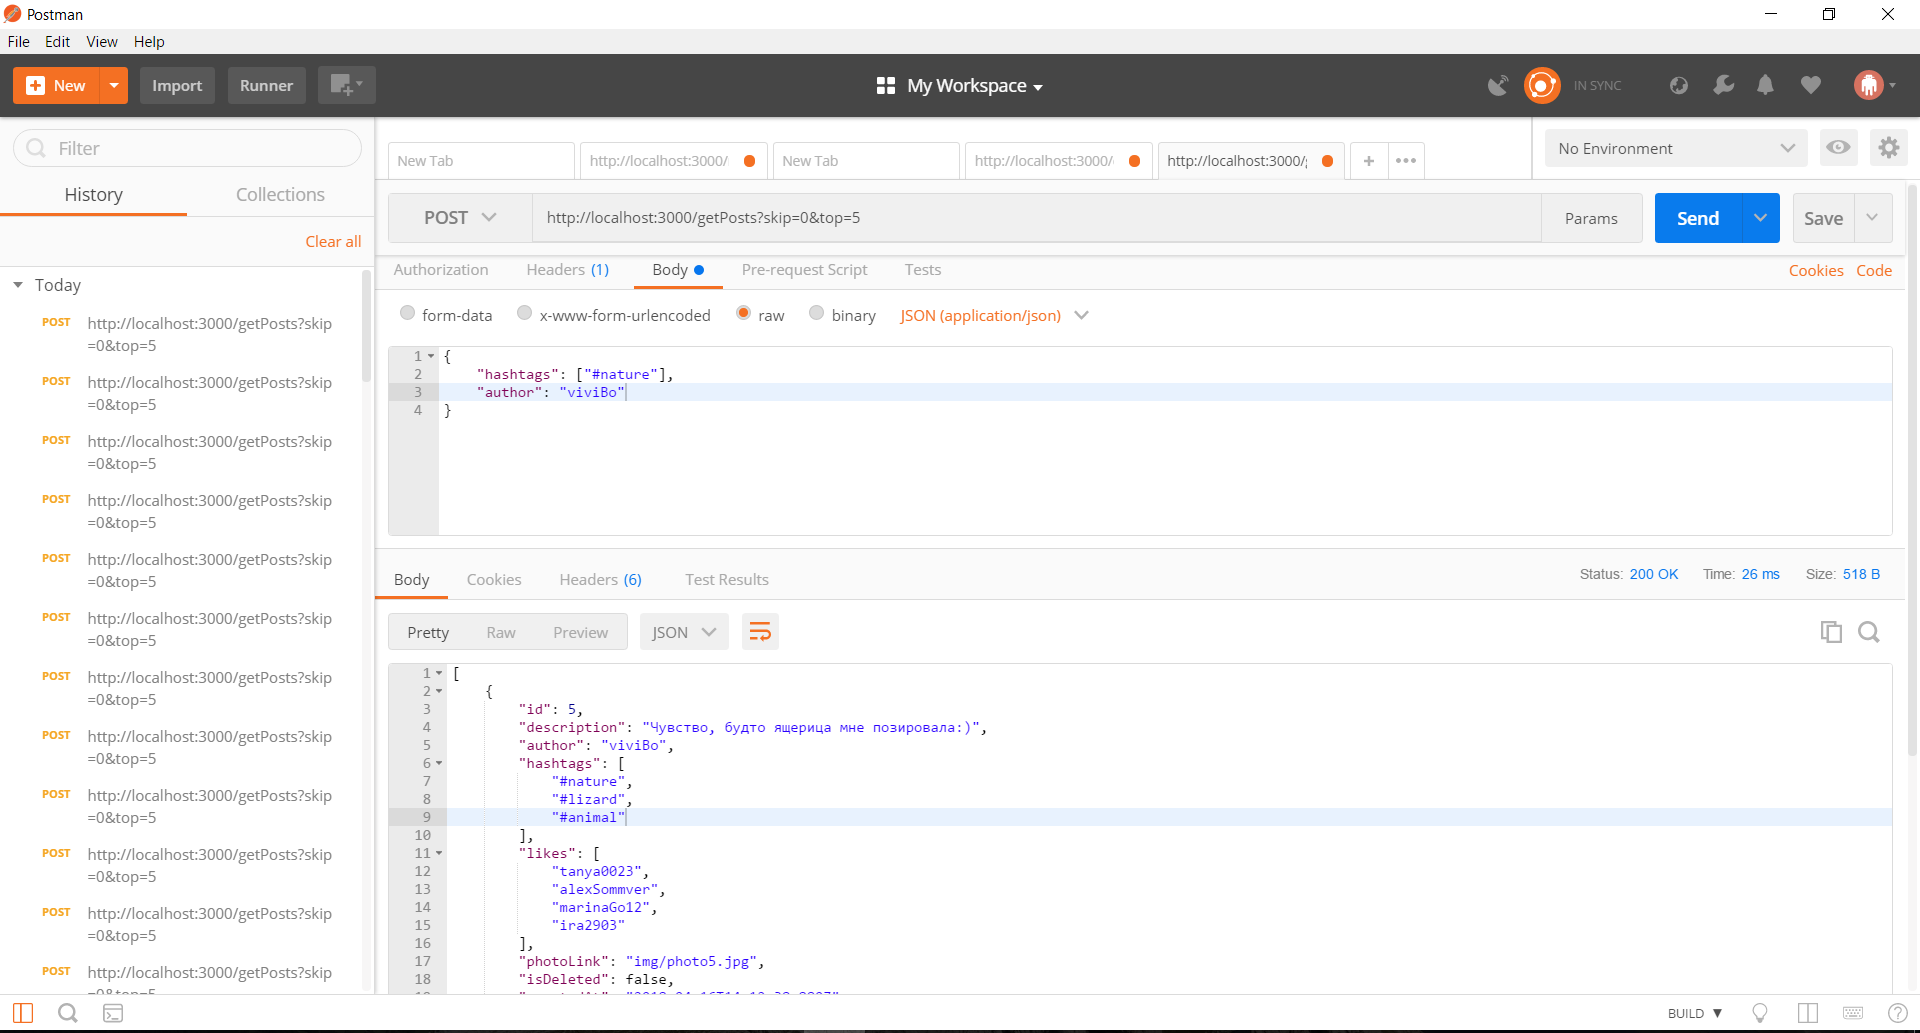 Postman
File Edit View Help
New Import Runner My Workspace IN SYNC
Filter
History Collections
Clear all
Today
POST http://localhost:3000/getPosts?skip
=0&top=5
POST http://localhost:3000/getPosts?skip
=0&top=5
POST http://localhost:3000/getPosts?skip
=0&top=5
POST http://localhost:3000/getPosts?skip
=0&top=5
POST http://localhost:3000/getPosts?skip
=0&top=5
POST http://localhost:3000/getPosts?skip
=0&top=5
POST http://localhost:3000/getPosts?skip
=0&top=5
POST http://localhost:3000/getPosts?skip
=0&top=5
POST http://localhost:3000/getPosts?skip
=0&top=5
POST http://localhost:3000/getPosts?skip
=0&top=5
POST http://localhost:3000/getPosts?skip
=0&top=5
POST http://localhost:3000/getPosts?skip
New Tab http://localhost:3000/ New Tab http://localhost:3000/ http://localhost:3000/ + •••
No Environment
POST http://localhost:3000/getPosts?skip=0&top=5 Params Send Save
Authorization Headers (1) Body Pre-request Script Tests Cookies Code
form-data x-www-form-urlencoded raw binary JSON (application/json)
1 {
2 "hashtags": ["#nature"],
3 "author": "viviBo"
4 }
Body Cookies Headers (6) Test Results Status: 200 OK Time: 26 ms Size: 518 B
Pretty Raw Preview JSON
1 [
2 {
3 "id": 5,
4 "description": "Чувство, будто ящерица мне позировала:)",
5 "author": "viviBo",
6 "hashtags": [
7 "#nature",
8 "#lizard",
9 "#animal"
10 ],
11 "likes": [
12 "tanya0023",
13 "alexSommver",
14 "marinaGo12",
15 "ira2903"
16 ],
17 "photoLink": "img/photo5.jpg",
18 "isDeleted": false,
BUILD